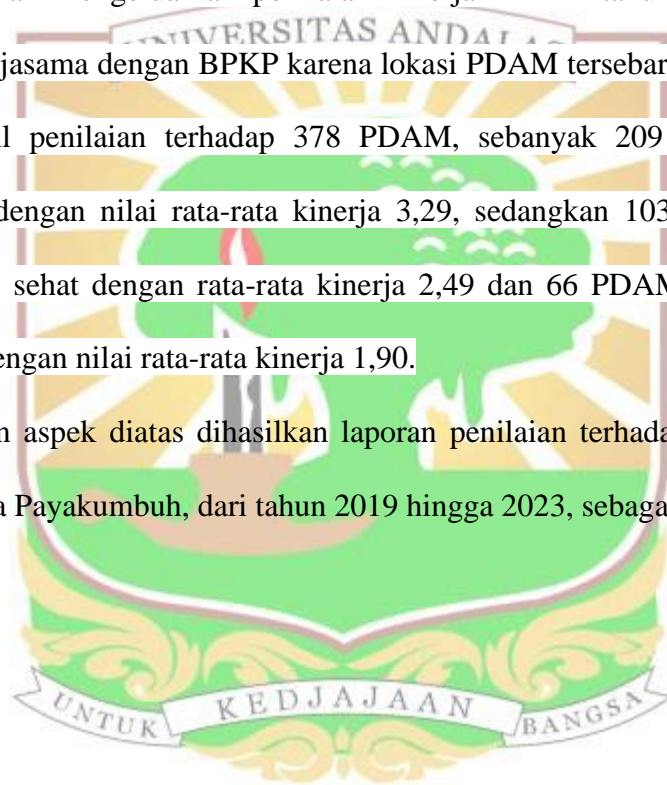 UNIVERSITAS ANDALAS
jasama dengan BPKP karena lokasi PDAM tersebar
l penilaian terhadap 378 PDAM, sebanyak 209
dengan nilai rata-rata kinerja 3,29, sedangkan 103
sehat dengan rata-rata kinerja 2,49 dan 66 PDAM
engan nilai rata-rata kinerja 1,90.
n aspek diatas dihasilkan laporan penilaian terhada
a Payakumbuh, dari tahun 2019 hingga 2023, sebaga
UNTUK KEDJAJAAN BANGSA